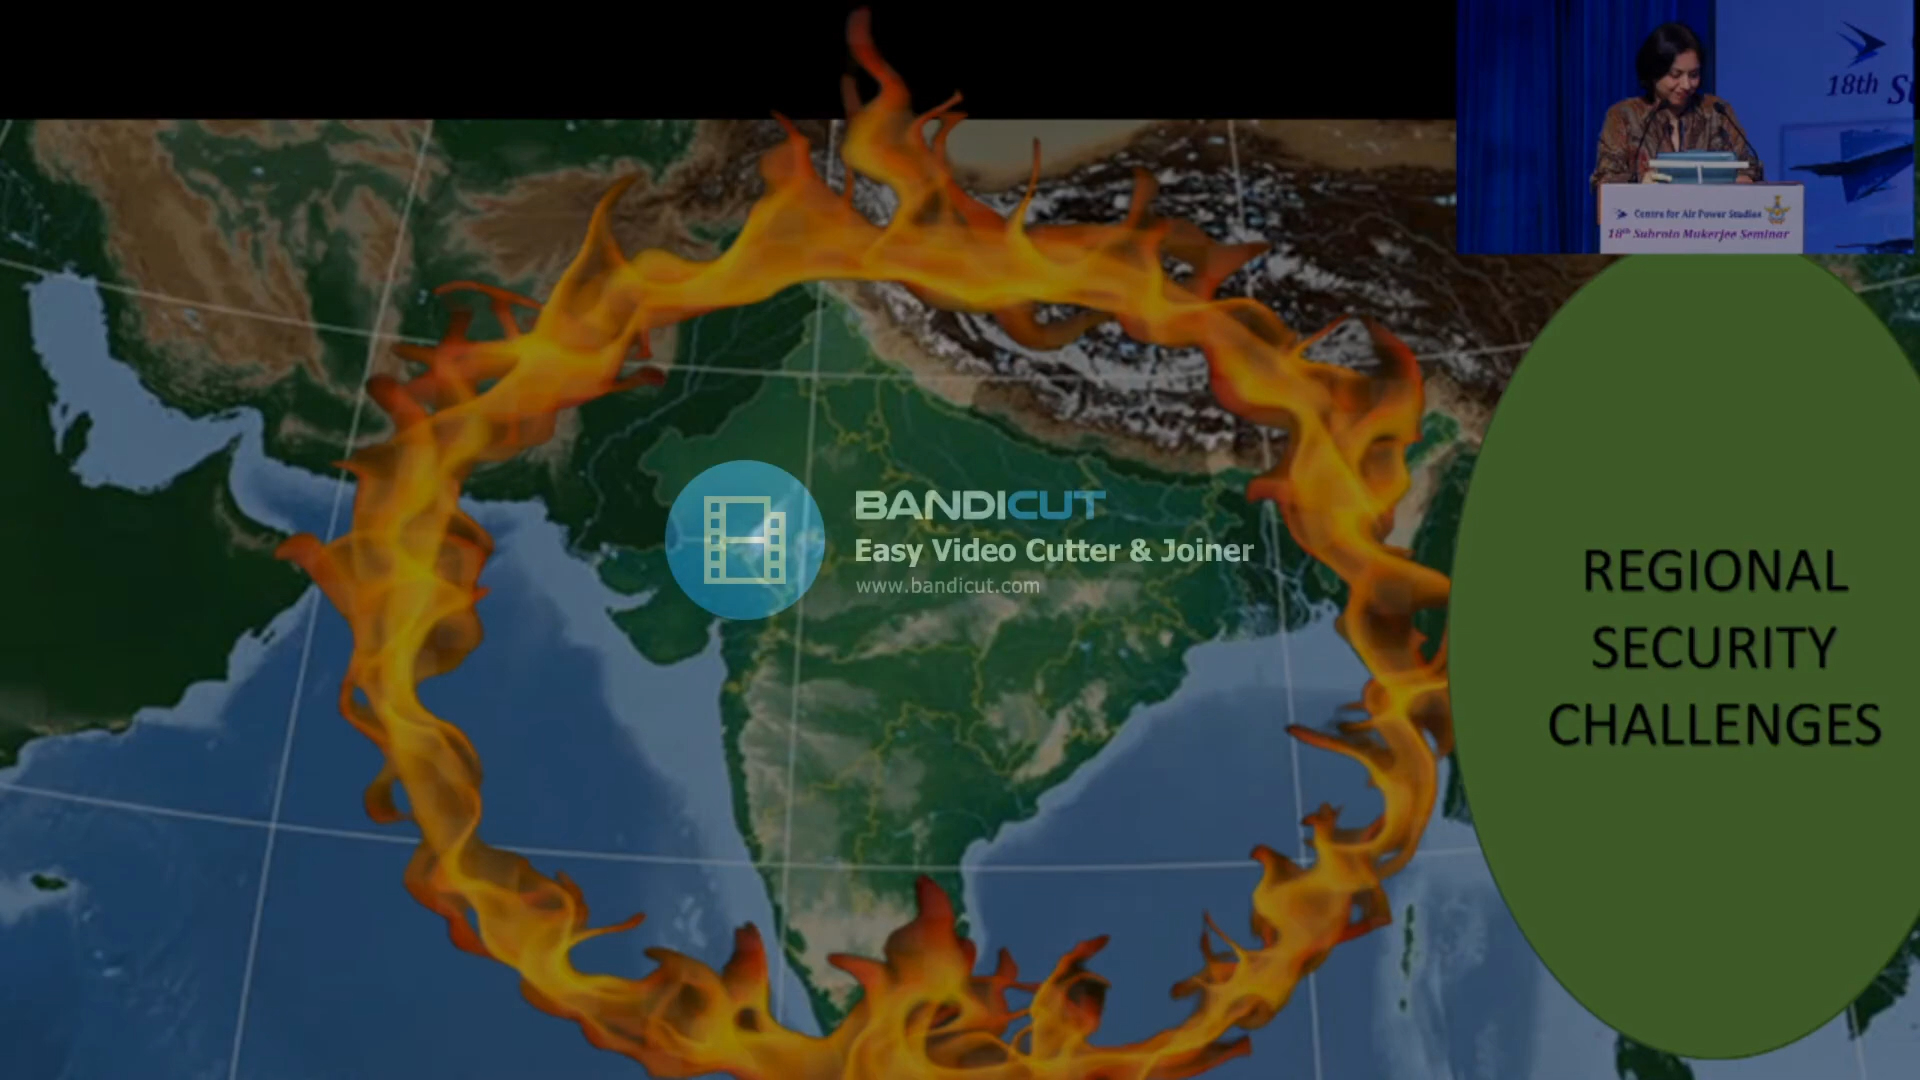 18th
Centre for Air Power Studies
18th Subroto Mukerjee Seminar
BANDICUT
Easy Video Cutter & Joiner
www.bandicut.com
REGIONAL
SECURITY
CHALLENGES